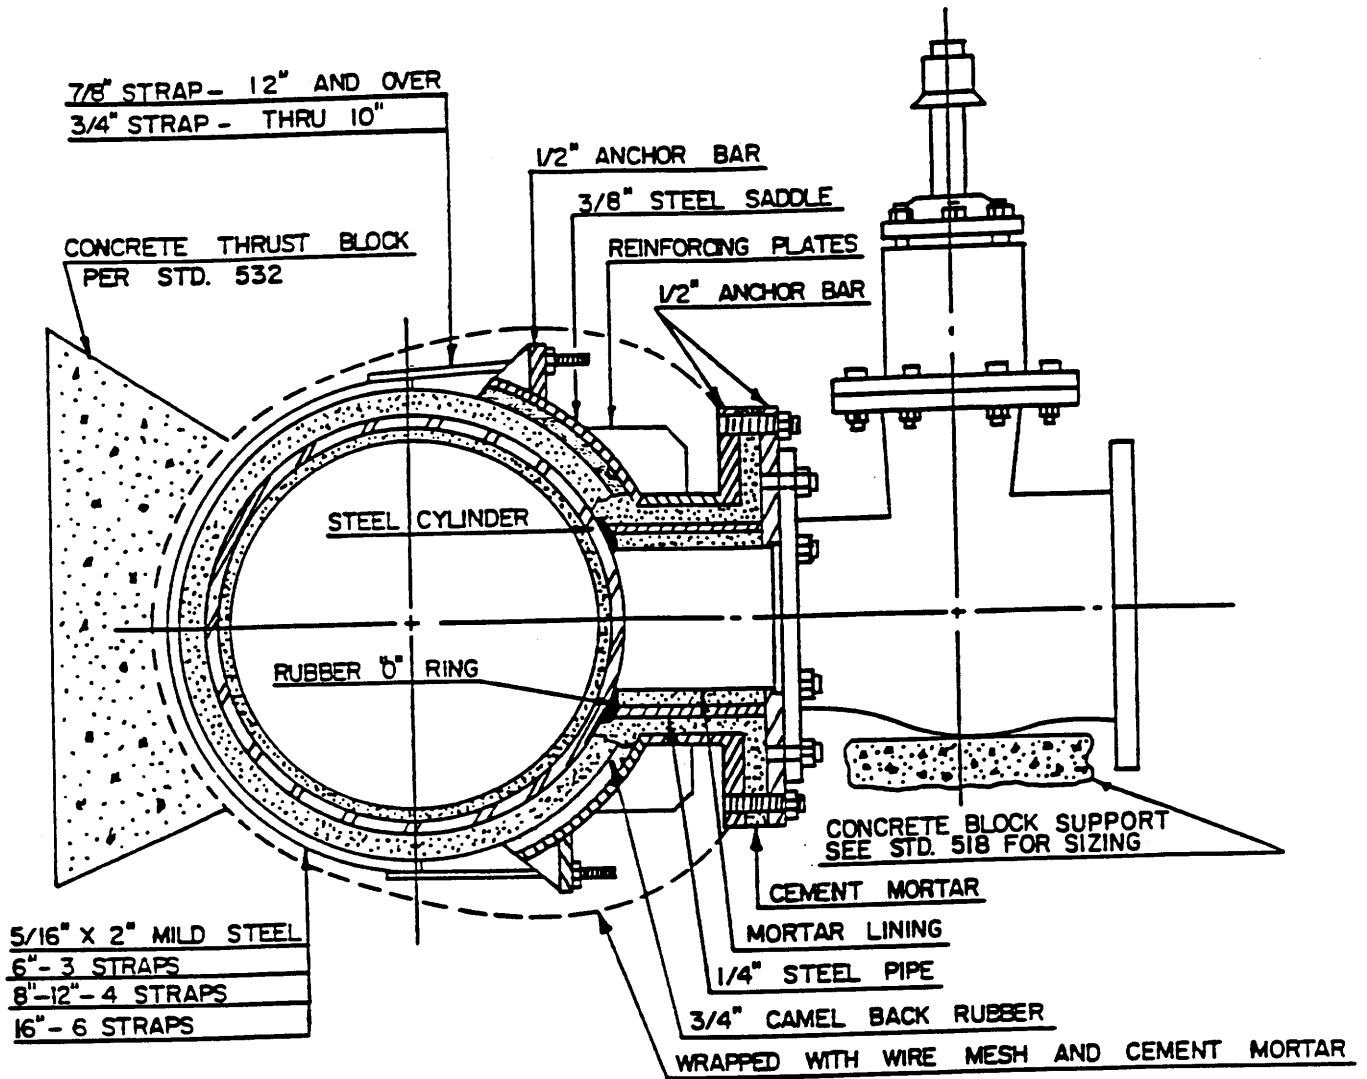 7/8" STRAP - 12" AND OVER
3/4" STRAP - THRU 10"
1/2" ANCHOR BAR
3/8" STEEL SADDLE
CONCRETE THRUST BLOCK
PER STD. 532
REINFORCING PLATES
1/2" ANCHOR BAR
STEEL CYLINDER
RUBBER "O" RING
CONCRETE BLOCK SUPPORT
SEE STD. 518 FOR SIZING
CEMENT MORTAR
MORTAR LINING
1/4" STEEL PIPE
3/4" CAMEL BACK RUBBER
WRAPPED WITH WIRE MESH AND CEMENT MORTAR
5/16" X 2" MILD STEEL
6"- 3 STRAPS
8"-12"- 4 STRAPS
16"- 6 STRAPS